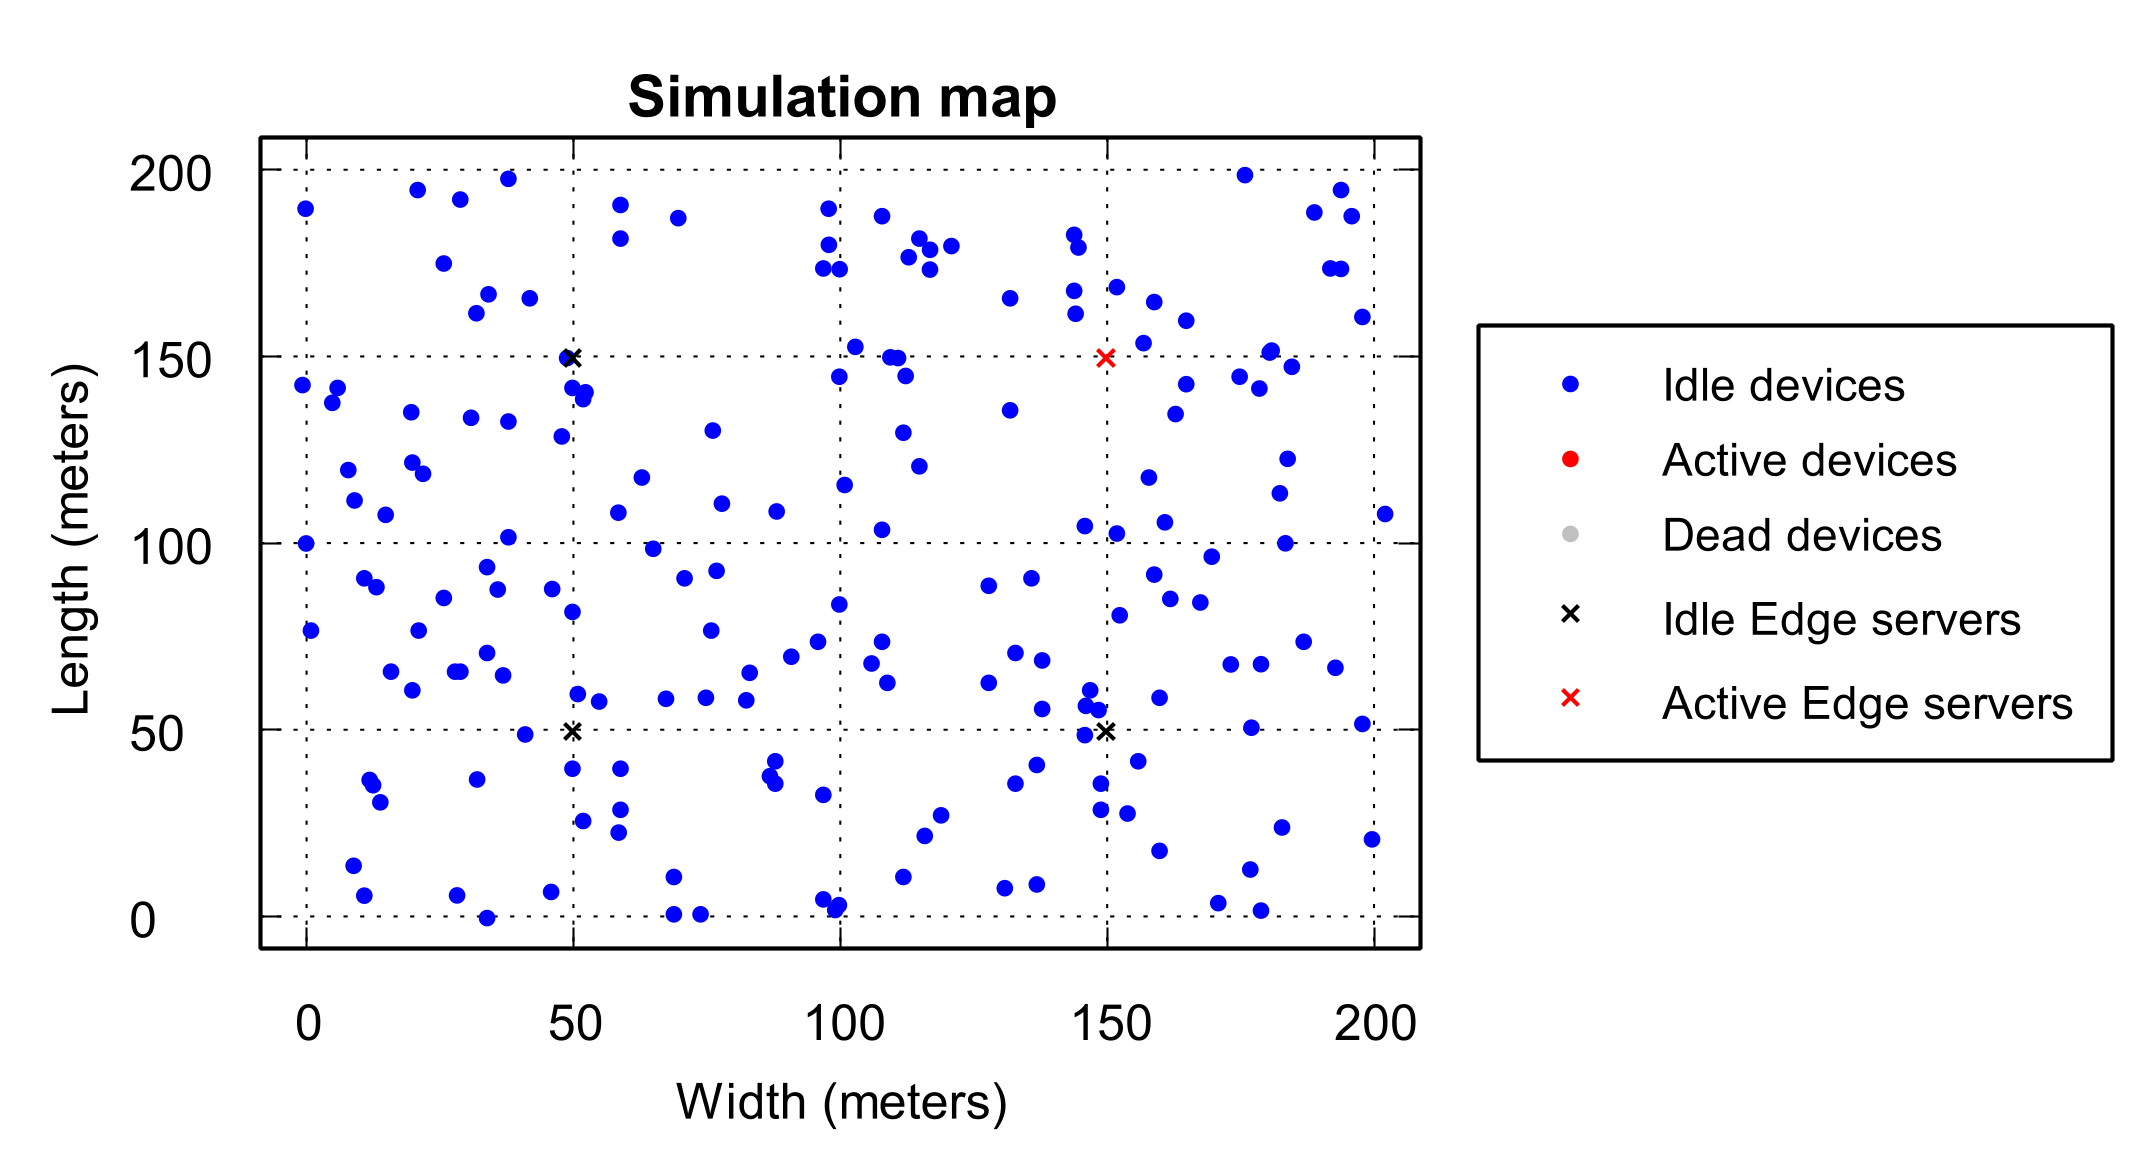 Simulation map
200
150
100
50
0
Length (meters)
0 50 100 150 200
Width (meters)
Idle devices
Active devices
Dead devices
Idle Edge servers
Active Edge servers